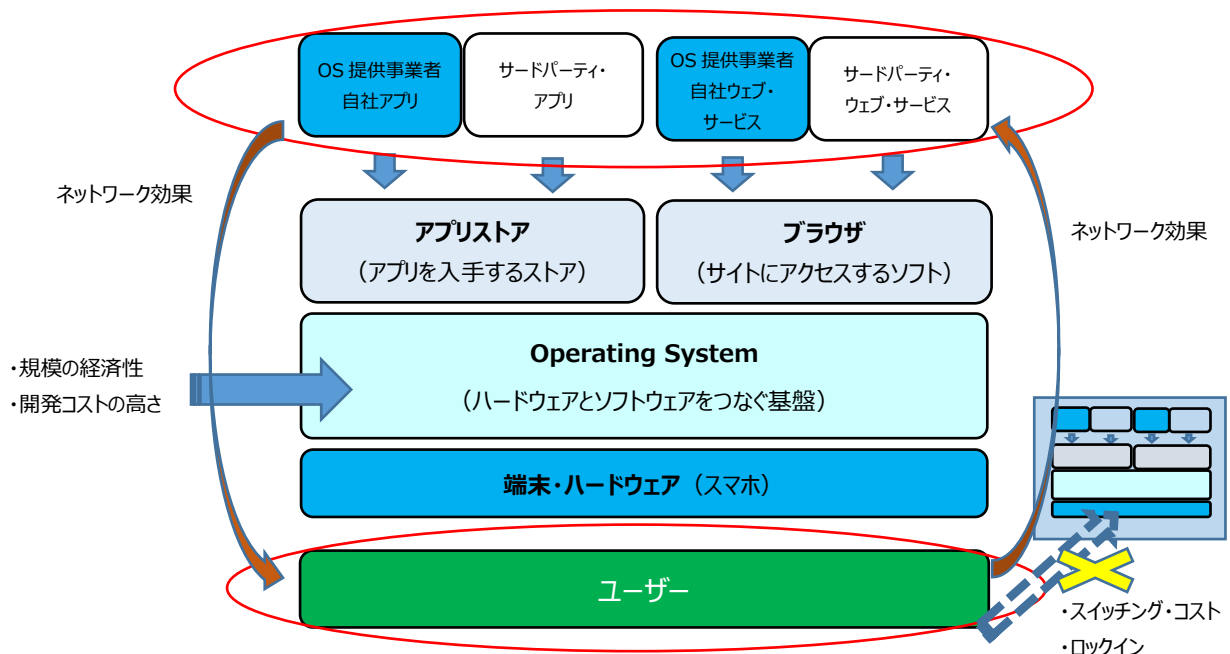 OS 提供事業者
自社アプリ
サードパーティ・
アプリ
OS 提供事業者
自社ウェブ・
サービス
サードパーティ・
ウェブ・サービス
ネットワーク効果
ネットワーク効果
アプリストア
（アプリを入手するストア）
ブラウザ
（サイトにアクセスするソフト）
・規模の経済性
・開発コストの高さ
Operating System
（ハードウェアとソフトウェアをつなぐ基盤）
端末・ハードウェア（スマホ）
ユーザー
・スイッチング・コスト
・ロックイン